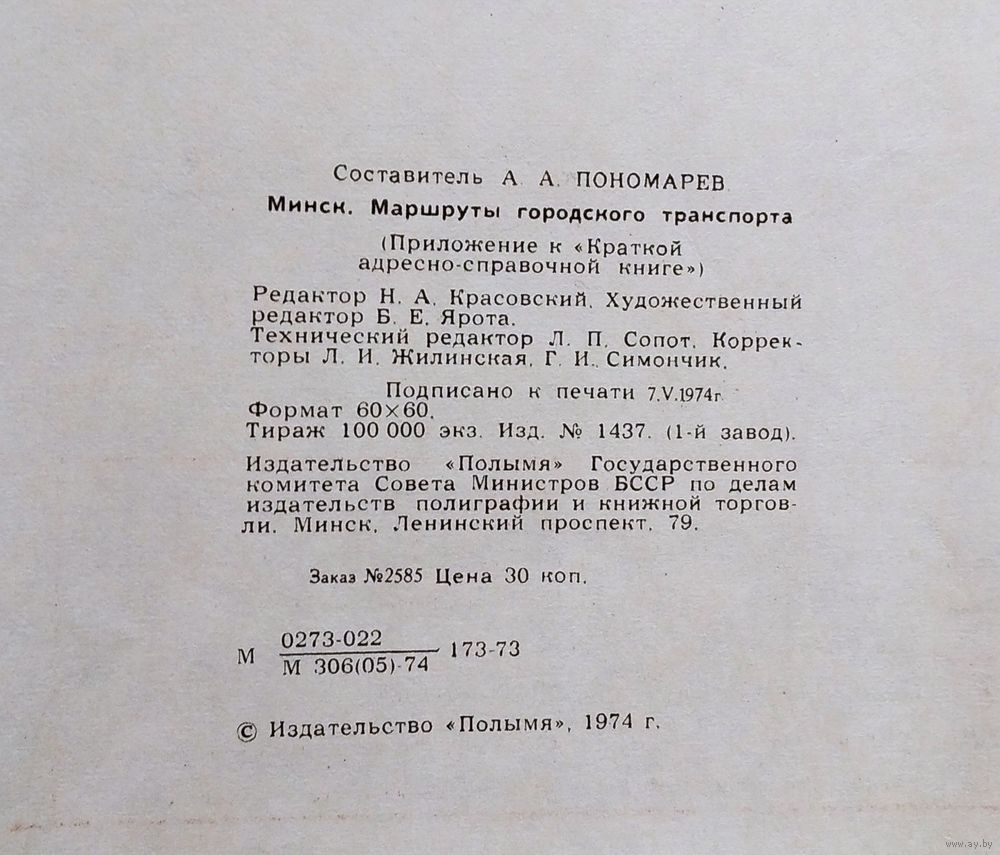 Составитель А. А. ПОНОМАРЕВ
Минск. Маршруты городского транспорта
(Приложение к «Краткой
адресно-справочной книге»)
Редактор Н. А. Красовский. Художественный
редактор Б. Е. Ярота.
Технический редактор Л. П. Сопот. Коррек-
торы Л. И. Жилинская, Г. И. Симончик.
Подписано к печати 7.V.1974г.
Формат 60×60.
Тираж 100 000 экз. Изд. № 1437. (1-й завод).
Издательство «Полымя» Государственного
комитета Совета Министров БССР по делам
издательств полиграфии и книжной торгов-
ли. Минск, Ленинский проспект, 79.
Заказ №2585 Цена 30 коп.
М 0273-022
М 306(05)-74 173-73
© Издательство «Полымя», 1974 г.
www.ay.by